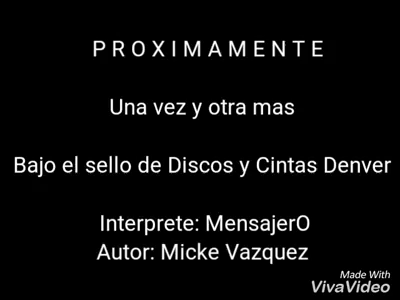 P R O X I M A M E N T E
Una vez y otra mas
Bajo el sello de Discos y Cintas Denver
Interprete: MensajerO
Autor: Micke Vazquez
Made With
VivaVideo